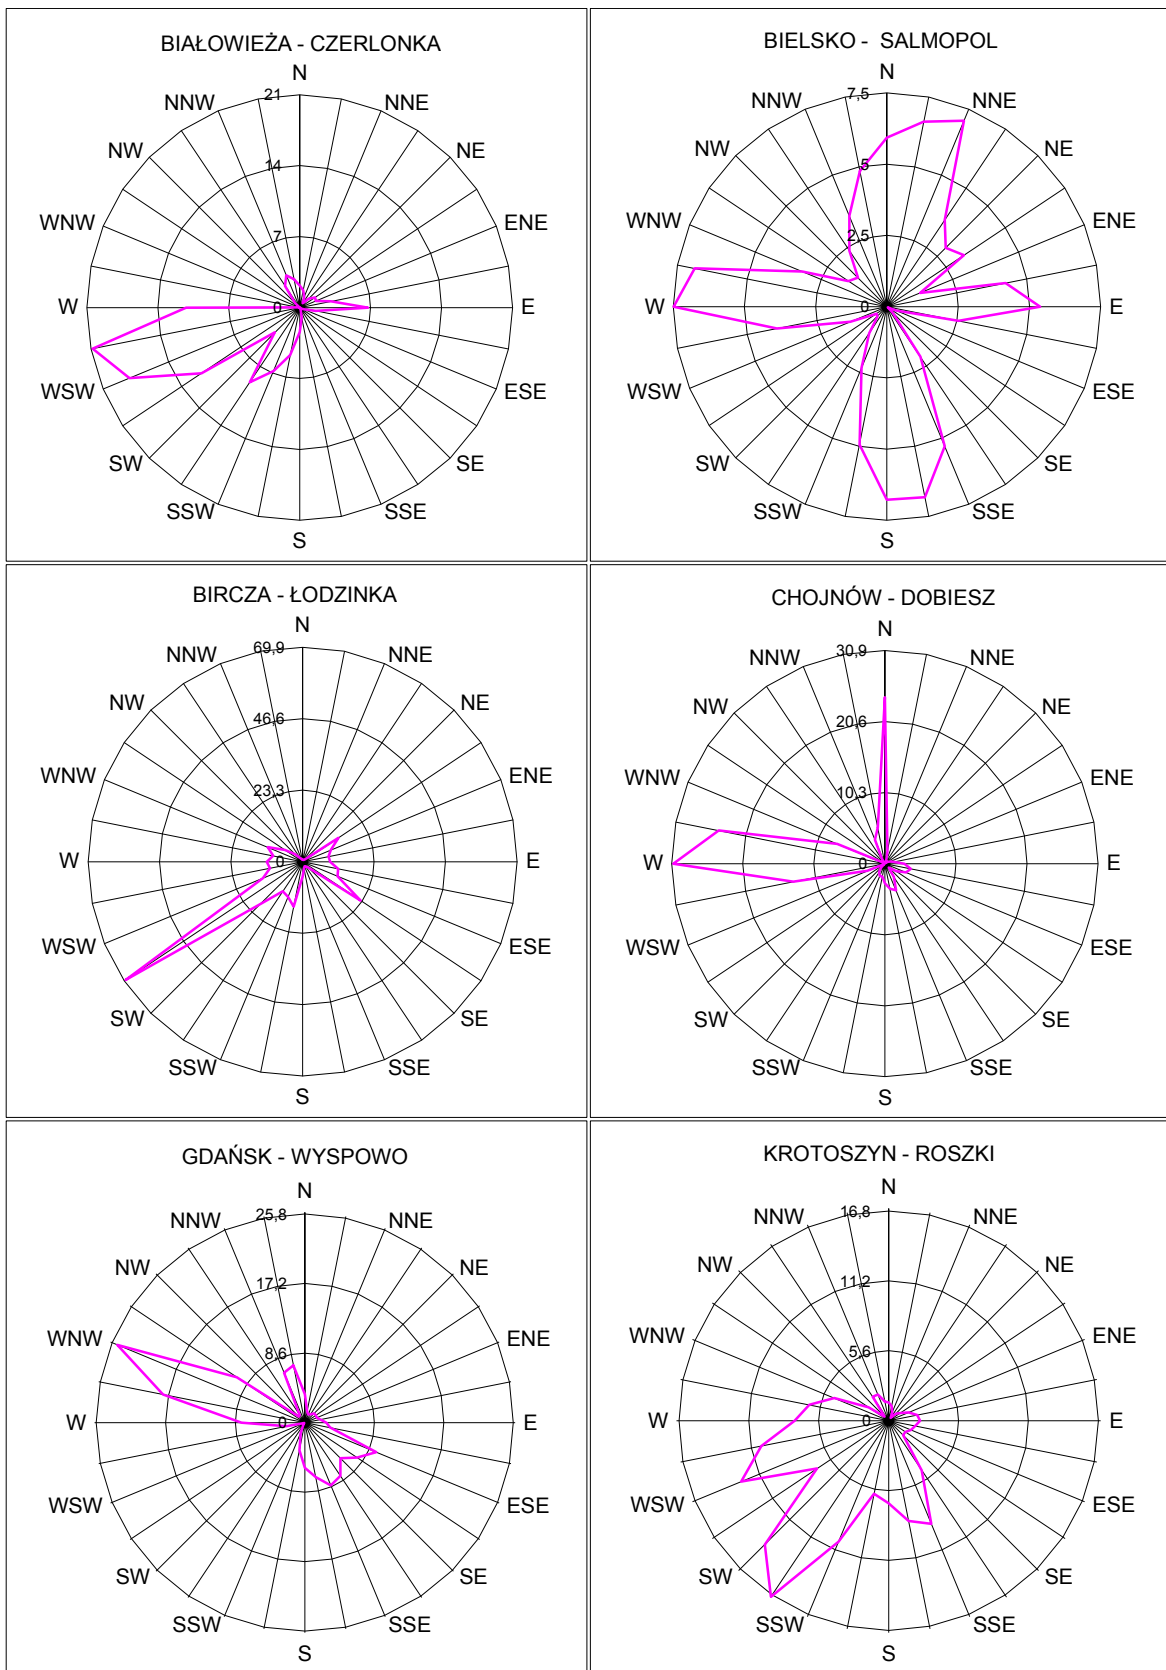 BIAŁOWIEŻA - CZERLONKA
N
21
NNW
NNE
NW
NE
14
WNW
ENE
7
W
0
E
WSW
ESE
SW
SE
SSW
SSE
S
BIELSKO - SALMOPOL
N
7,5
NNW
NNE
NW
NE
5
WNW
ENE
2,5
W
0
E
WSW
ESE
SW
SE
SSW
SSE
S
BIRCZA - ŁODZINKA
N
69,9
NNW
NNE
NW
NE
46,6
WNW
ENE
23,3
W
0
E
WSW
ESE
SW
SE
SSW
SSE
S
CHOJNÓW - DOBIESZ
N
30,9
NNW
NNE
NW
NE
20,6
WNW
ENE
10,3
W
0
E
WSW
ESE
SW
SE
SSW
SSE
S
GDAŃSK - WYSPOWO
N
25,8
NNW
NNE
NW
NE
17,2
WNW
ENE
8,6
W
0
E
WSW
ESE
SW
SE
SSW
SSE
S
KROTOSZYN - ROSZKI
N
16,8
NNW
NNE
NW
NE
11,2
WNW
ENE
5,6
W
0
E
WSW
ESE
SW
SE
SSW
SSE
S